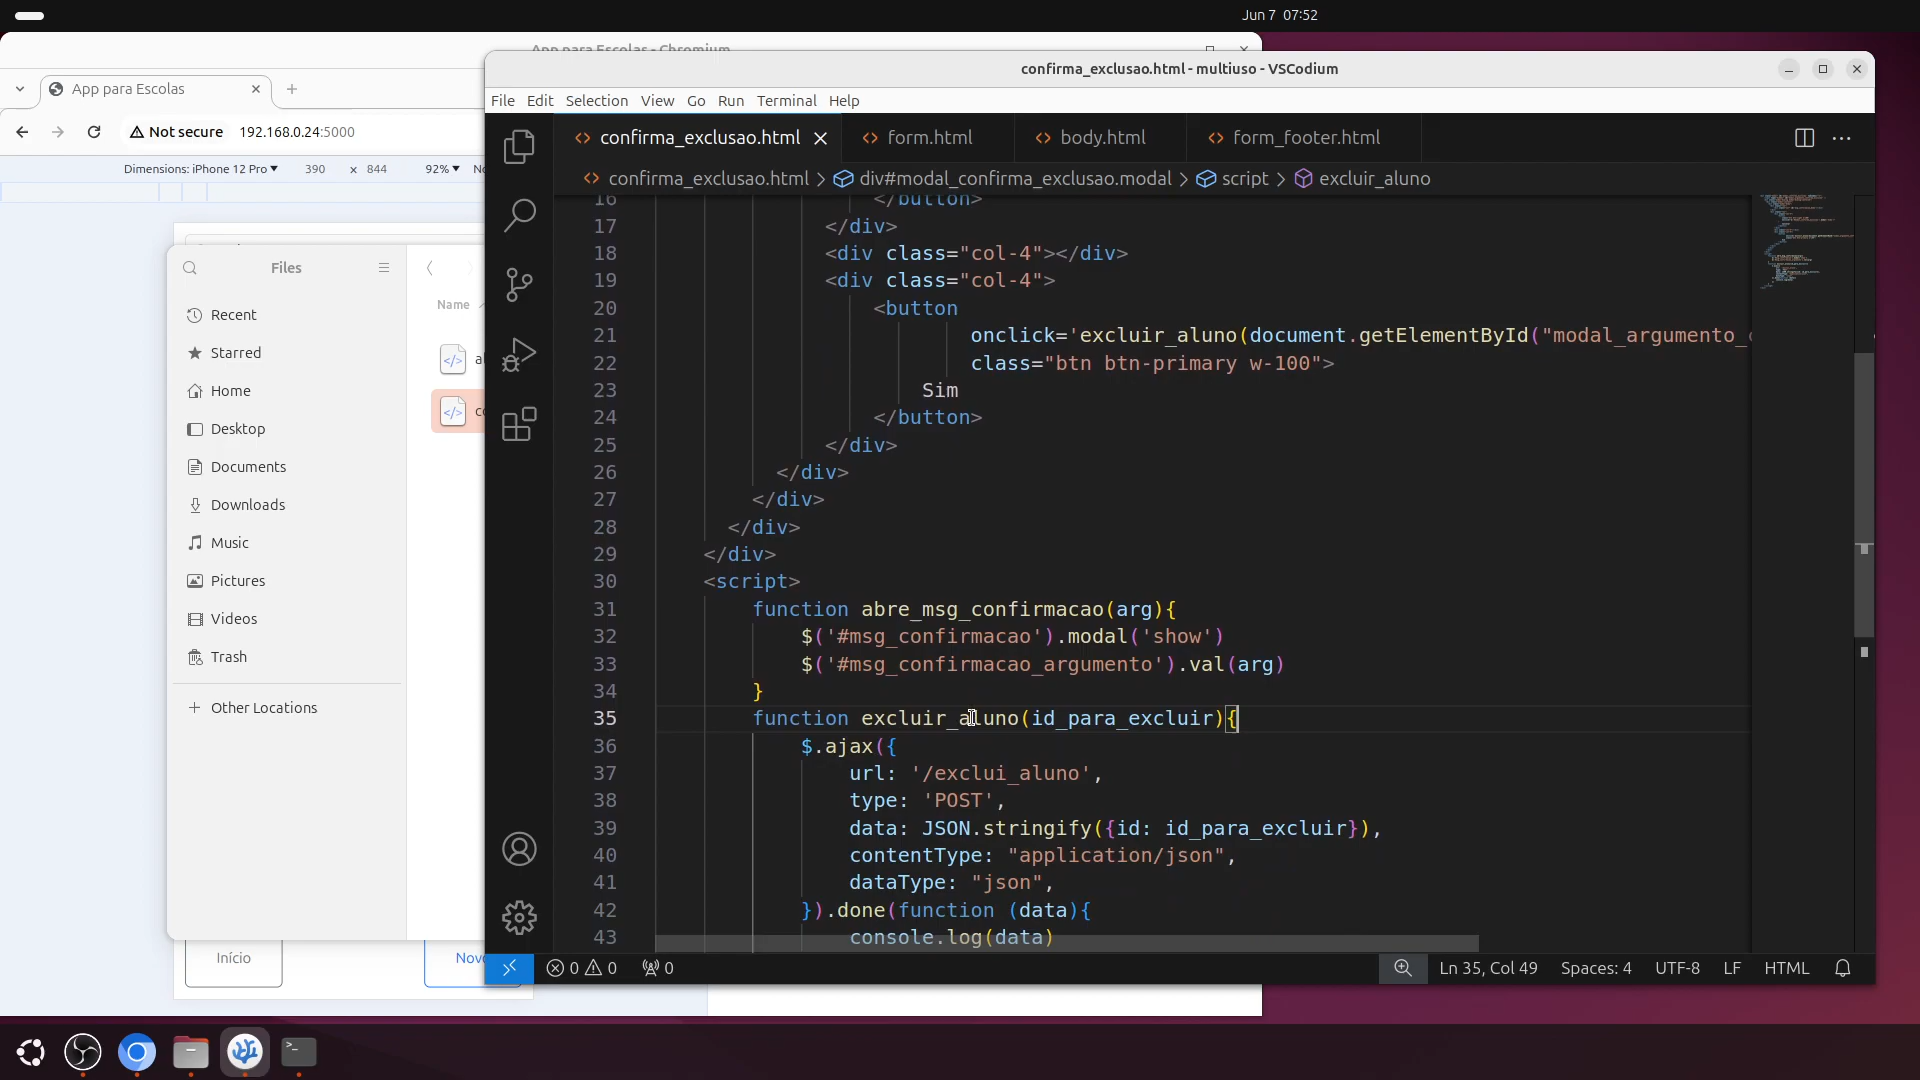 Jun 7 07:52
App para Escolas - Chromium
App para Escolas
Not secure 192.168.0.24:5000
Dimensions: iPhone 12 Pro 390 x 844 92%
Files
Recent
Starred
Home
Desktop
Documents
Downloads
Music
Pictures
Videos
Trash
Other Locations
Name
Início
confirma_exclusao.html - multiuso - VSCodium
File Edit Selection View Go Run Terminal Help
confirma_exclusao.html form.html body.html form_footer.html
confirma_exclusao.html > div#modal_confirma_exclusao.modal > script > excluir_aluno
16 </button>
17 </div>
18 <div class="col-4"></div>
19 <div class="col-4">
20 <button
21 onclick='excluir_aluno(document.getElementById("modal_argumento_
22 class="btn btn-primary w-100">
23 Sim
24 </button>
25 </div>
26 </div>
27 </div>
28 </div>
29 </div>
30 <script>
31 function abre_msg_confirmacao(arg){
32 $('#msg_confirmacao').modal('show')
33 $('#msg_confirmacao_argumento').val(arg)
34 }
35 function excluir_aluno(id_para_excluir){
36 $.ajax({
37 url: '/exclui_aluno',
38 type: 'POST',
39 data: JSON.stringify({id: id_para_excluir}),
40 contentType: "application/json",
41 dataType: "json",
42 }).done(function (data){
43 console.log(data)
0 0 0 Ln 35, Col 49 Spaces: 4 UTF-8 LF HTML